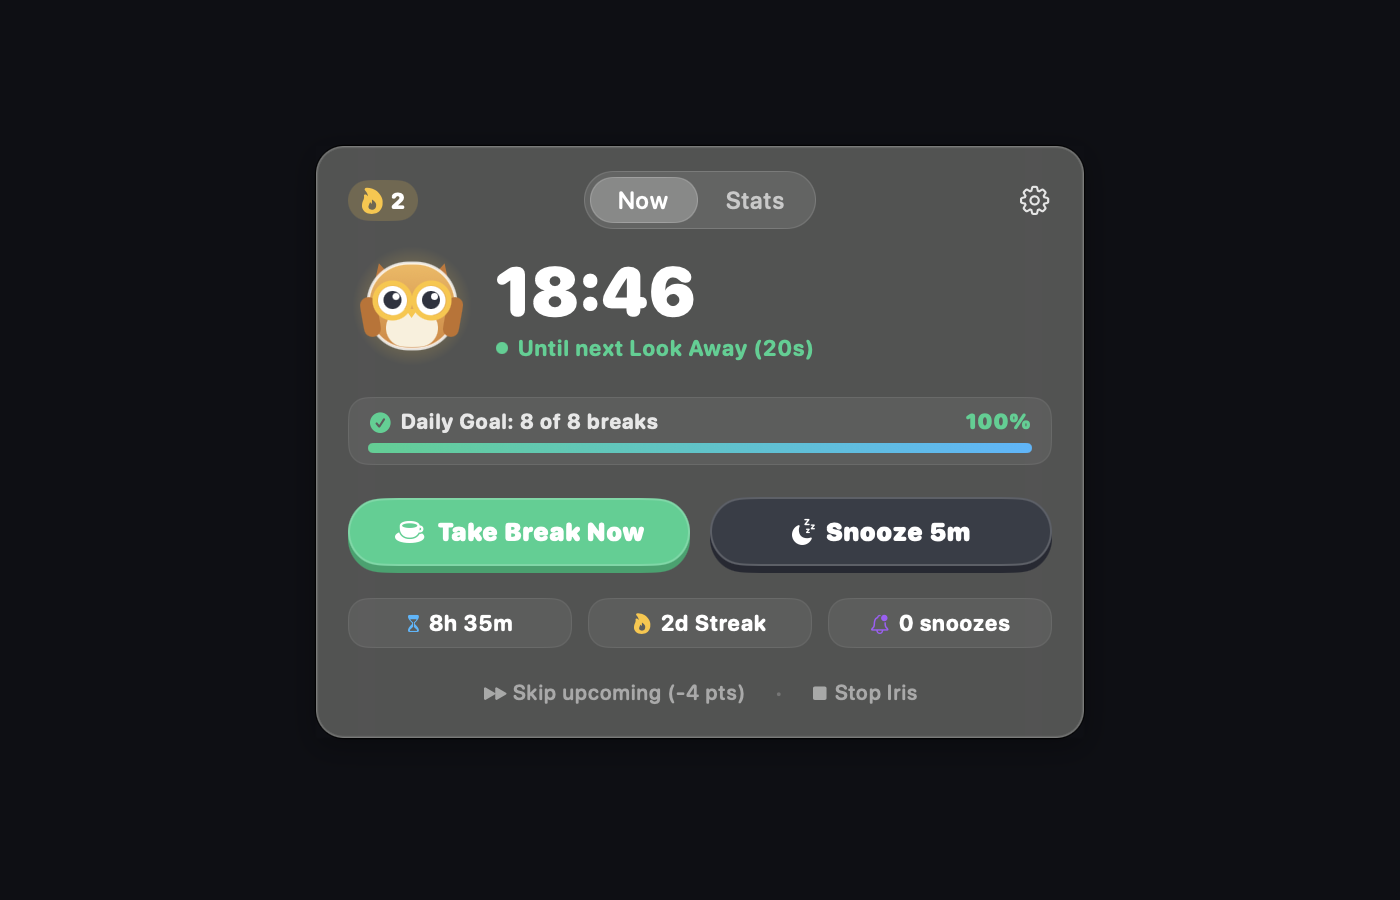 2
Now
Stats
18:46
Until next Look Away (20s)
Daily Goal: 8 of 8 breaks
100%
Take Break Now
Snooze 5m
8h 35m
2d Streak
0 snoozes
Skip upcoming (-4 pts) · Stop Iris